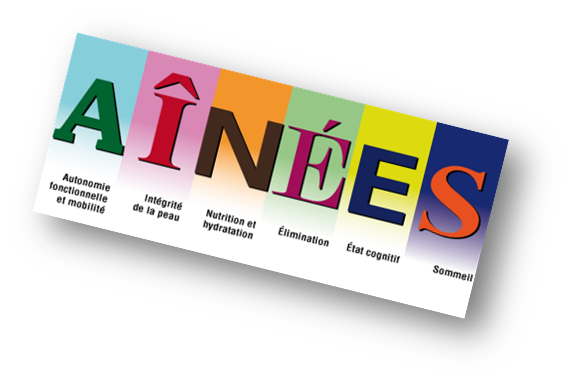 AÎNÉES
Autonomie
fonctionnelle
et mobilité
Intégrité
de la peau
Nutrition et
hydratation
Élimination
État cognitif
Sommeil